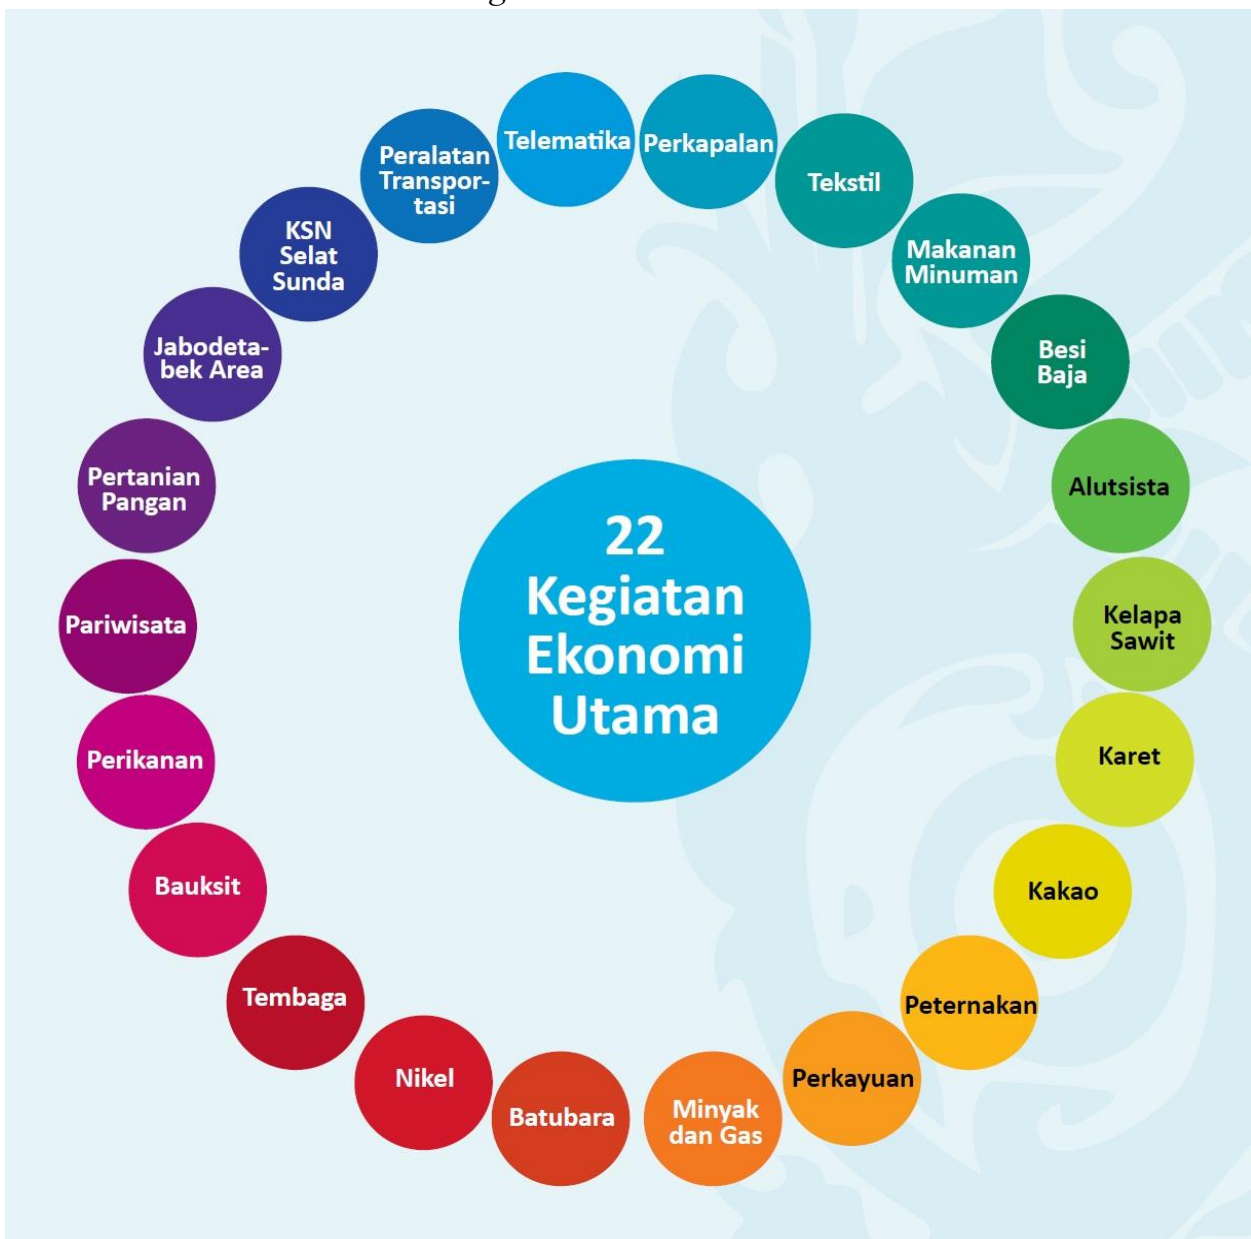 22
Kegiatan
Ekonomi
Utama
Telematika
Perkapalan
Tekstil
Makanan
Minuman
Besi
Baja
Alutsista
Kelapa
Sawit
Karet
Kakao
Peternakan
Perkayuan
Minyak
dan Gas
Batubara
Nikel
Tembaga
Bauksit
Perikanan
Pariwisata
Pertanian
Pangan
Jabodeta-
bek Area
KSN
Selat
Sunda
Peralatan
Transpor-
tasi